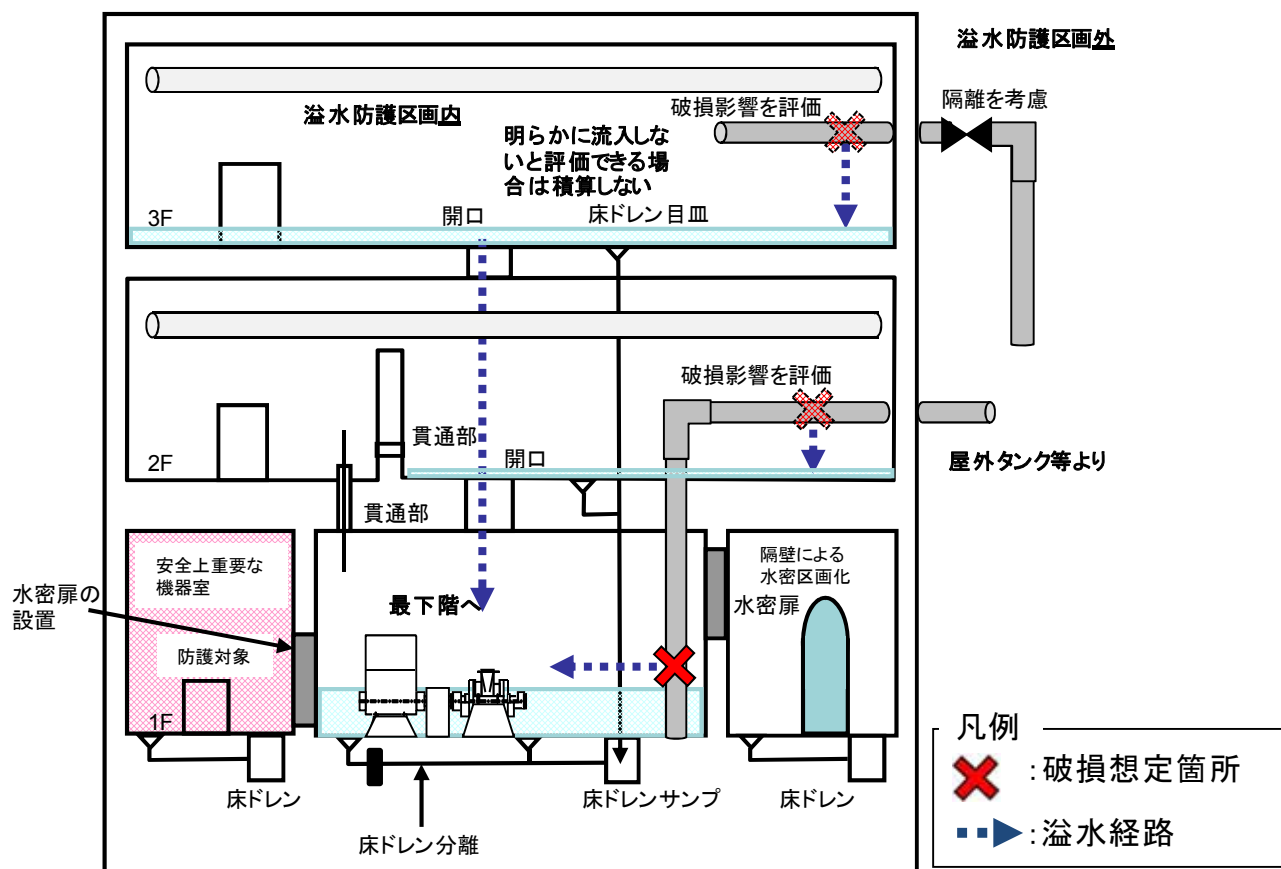 溢水防護区画外
溢水防護区画内
破損影響を評価
隔離を考慮
明らかに流入しな
いと評価できる場
合は積算しない
3F
開口
床ドレン目皿
破損影響を評価
貫通部
2F
開口
屋外タンク等より
貫通部
安全上重要な
機器室
隔壁による
水密区画化
水密扉の
設置
最下階へ
水密扉
防護対象
1F
凡例
:破損想定箇所
床ドレン
床ドレンサンプ
床ドレン
:溢水経路
床ドレン分離